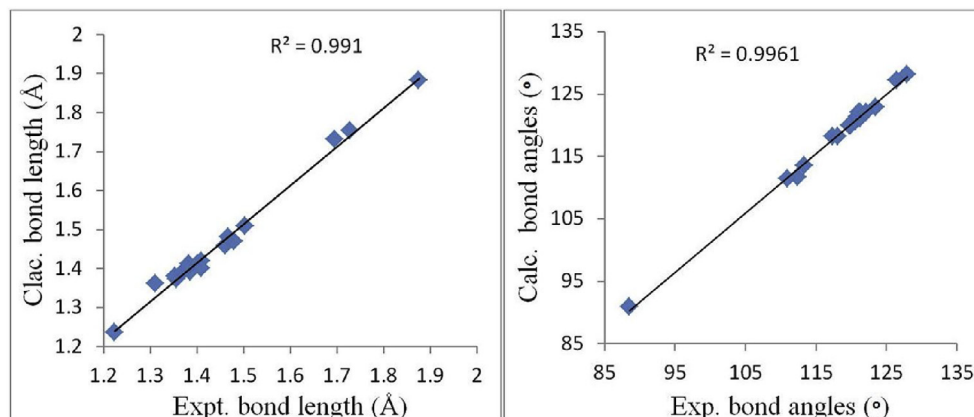 R² = 0.991
2
1.9
1.8
1.7
1.6
1.5
1.4
1.3
1.2
Clac. bond length (Å)
1.2 1.3 1.4 1.5 1.6 1.7 1.8 1.9 2
Expt. bond length (Å)
R² = 0.9961
135
125
115
105
95
85
Calc. bond angles (°)
85 95 105 115 125 135
Exp. bond angles (°)